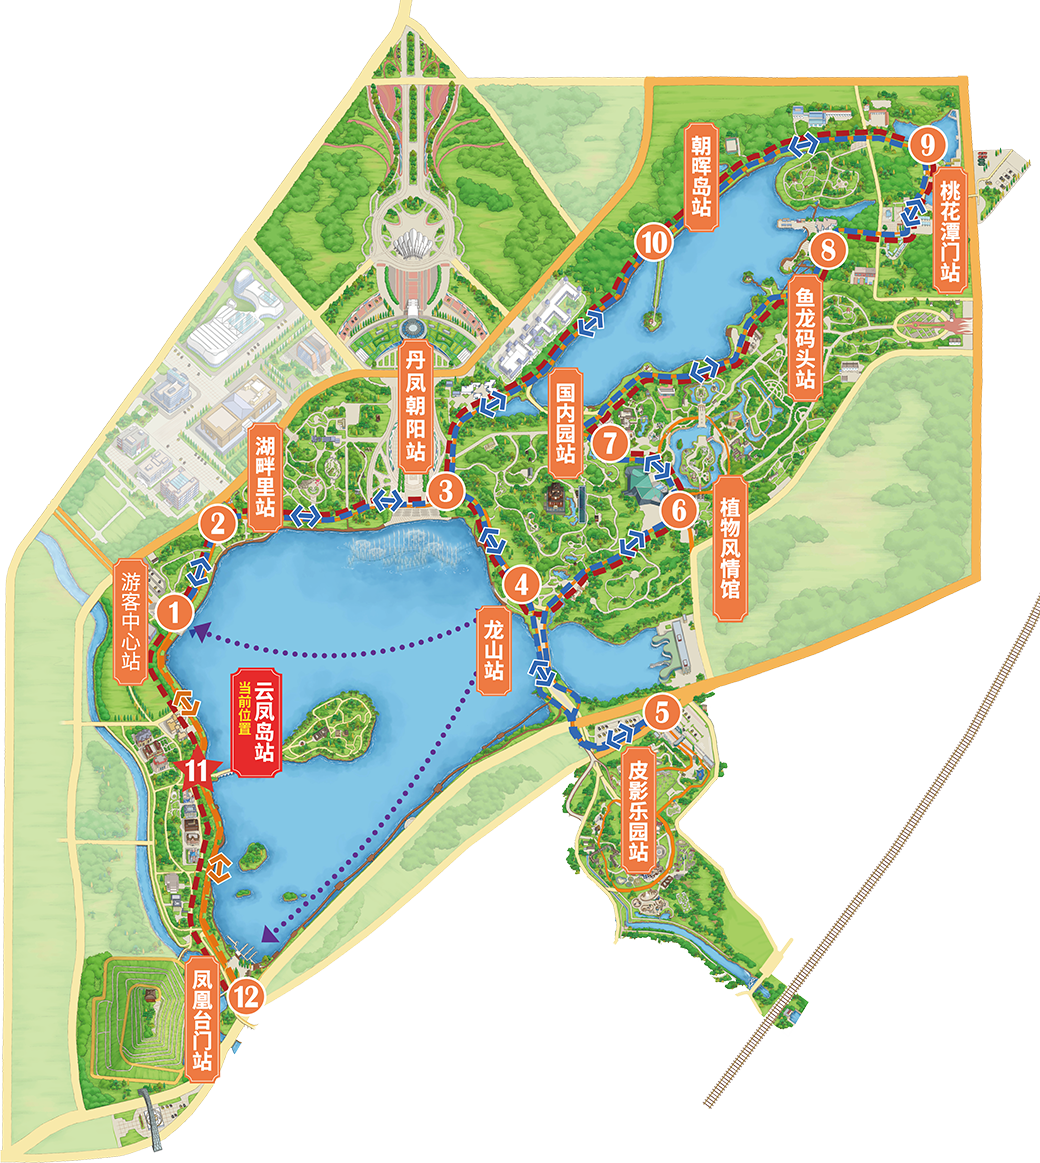 9
朝晖岛站
桃花潭门站
10
8
鱼龙码头站
丹凤朝阳站
国内园站
湖畔里站
7
3
2
6
植物风情馆
游客中心站
4
1
龙山站
云凤岛站
当前位置
5
11
皮影乐园站
凤凰台门站
12